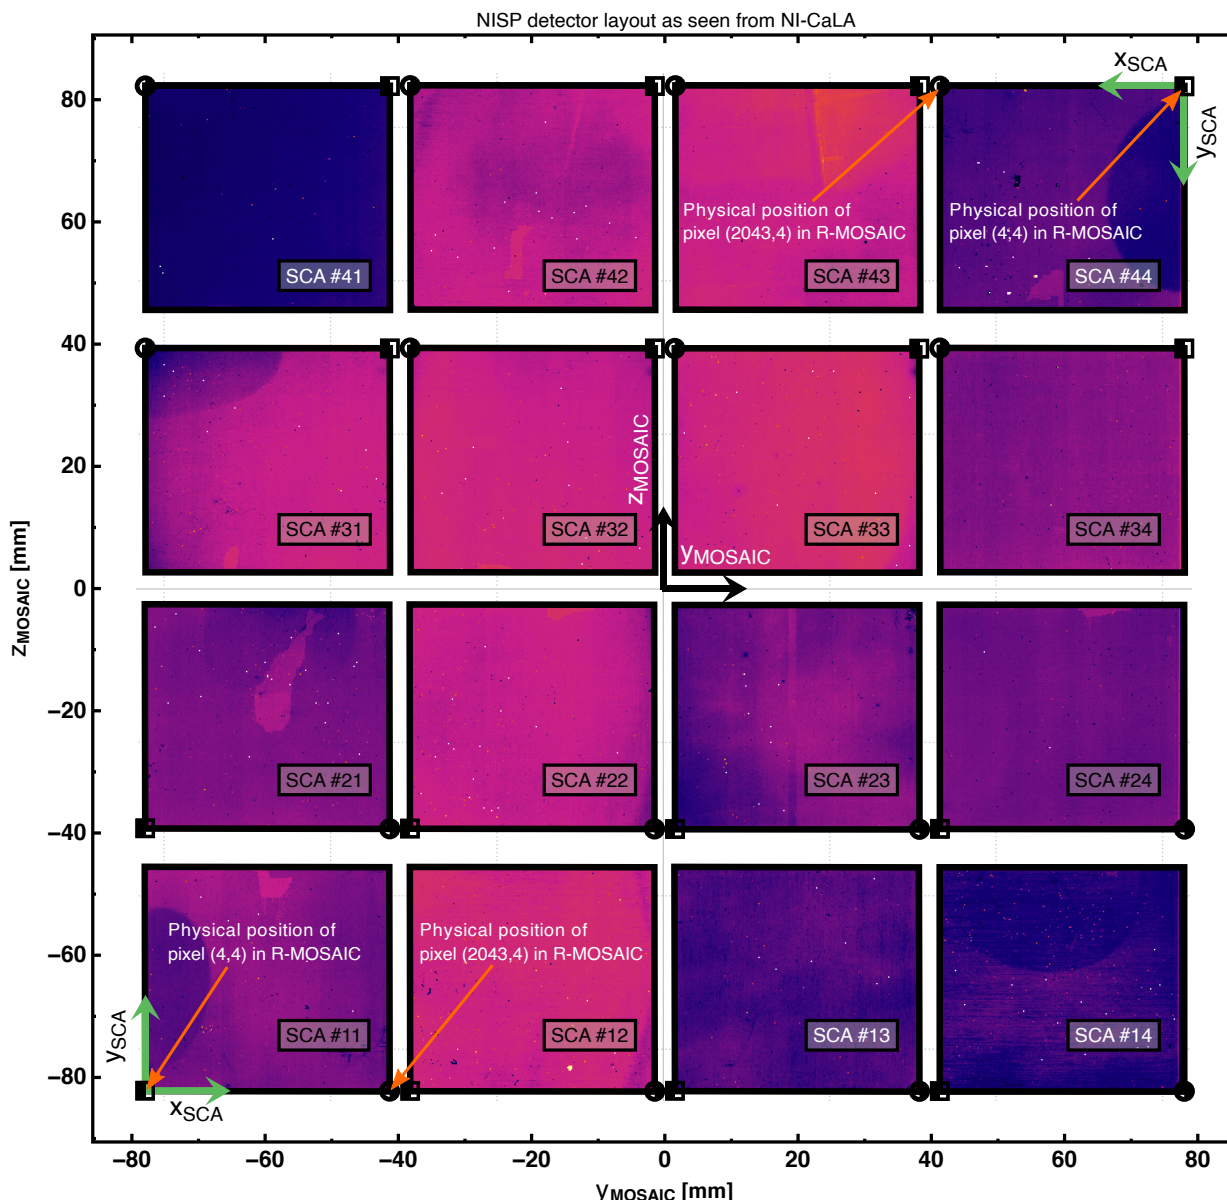 NISP detector layout as seen from NI-CaLA
xSCA
ySCA
Physical position of
pixel (2043,4) in R-MOSAIC
Physical position of
pixel (4,4) in R-MOSAIC
SCA #41
SCA #42
SCA #43
SCA #44
zMOSAIC
yMOSAIC
SCA #31
SCA #32
SCA #33
SCA #34
SCA #21
SCA #22
SCA #23
SCA #24
Physical position of
pixel (4,4) in R-MOSAIC
Physical position of
pixel (2043,4) in R-MOSAIC
SCA #11
SCA #12
SCA #13
SCA #14
ySCA
xSCA
80
60
40
20
0
−20
−40
−60
−80
zMOSAIC [mm]
−80 −60 −40 −20 0 20 40 60 80
yMOSAIC [mm]